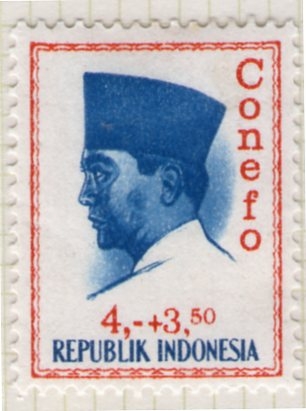 Conefo
4,-+3,50
REPUBLIK INDONESIA